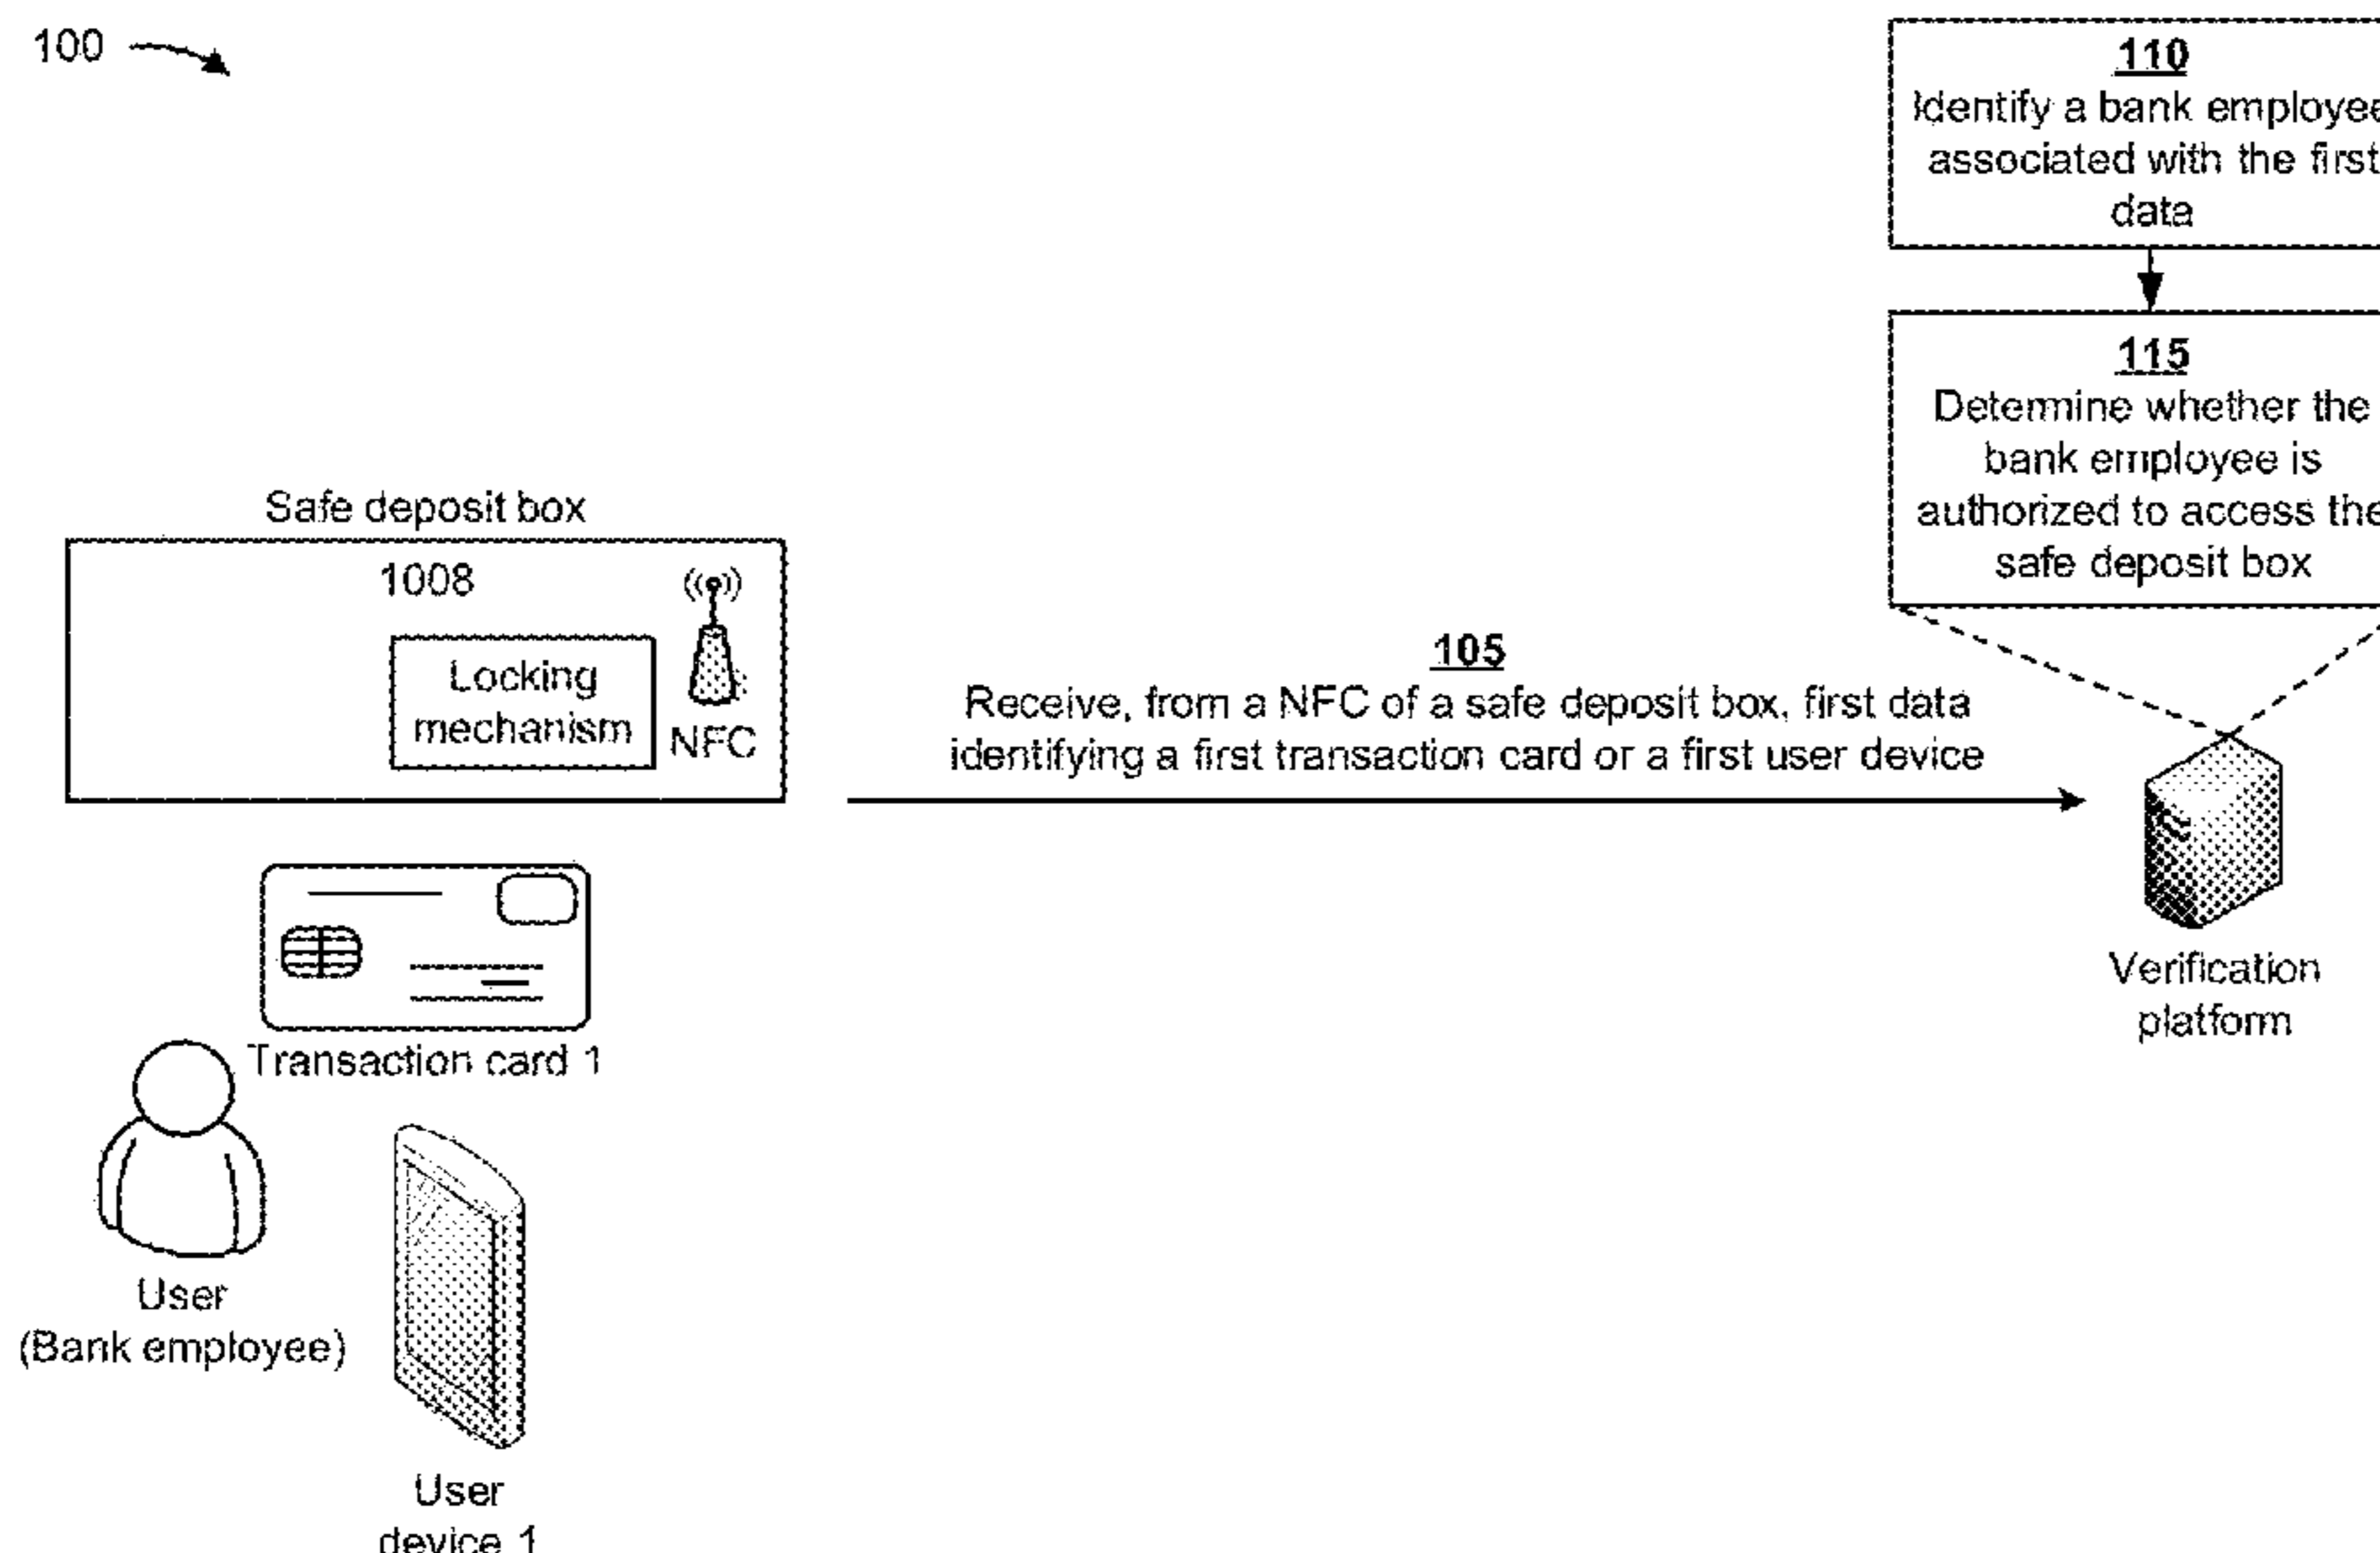 100
110
Identify a bank employee
associated with the first
data
115
Determine whether the
bank employee is
authorized to access the
safe deposit box
Safe deposit box
1008
Locking
mechanism
NFC
105
Receive, from a NFC of a safe deposit box, first data
identifying a first transaction card or a first user device
Verification
platform
Transaction card 1
User
(Bank employee)
User
device 1